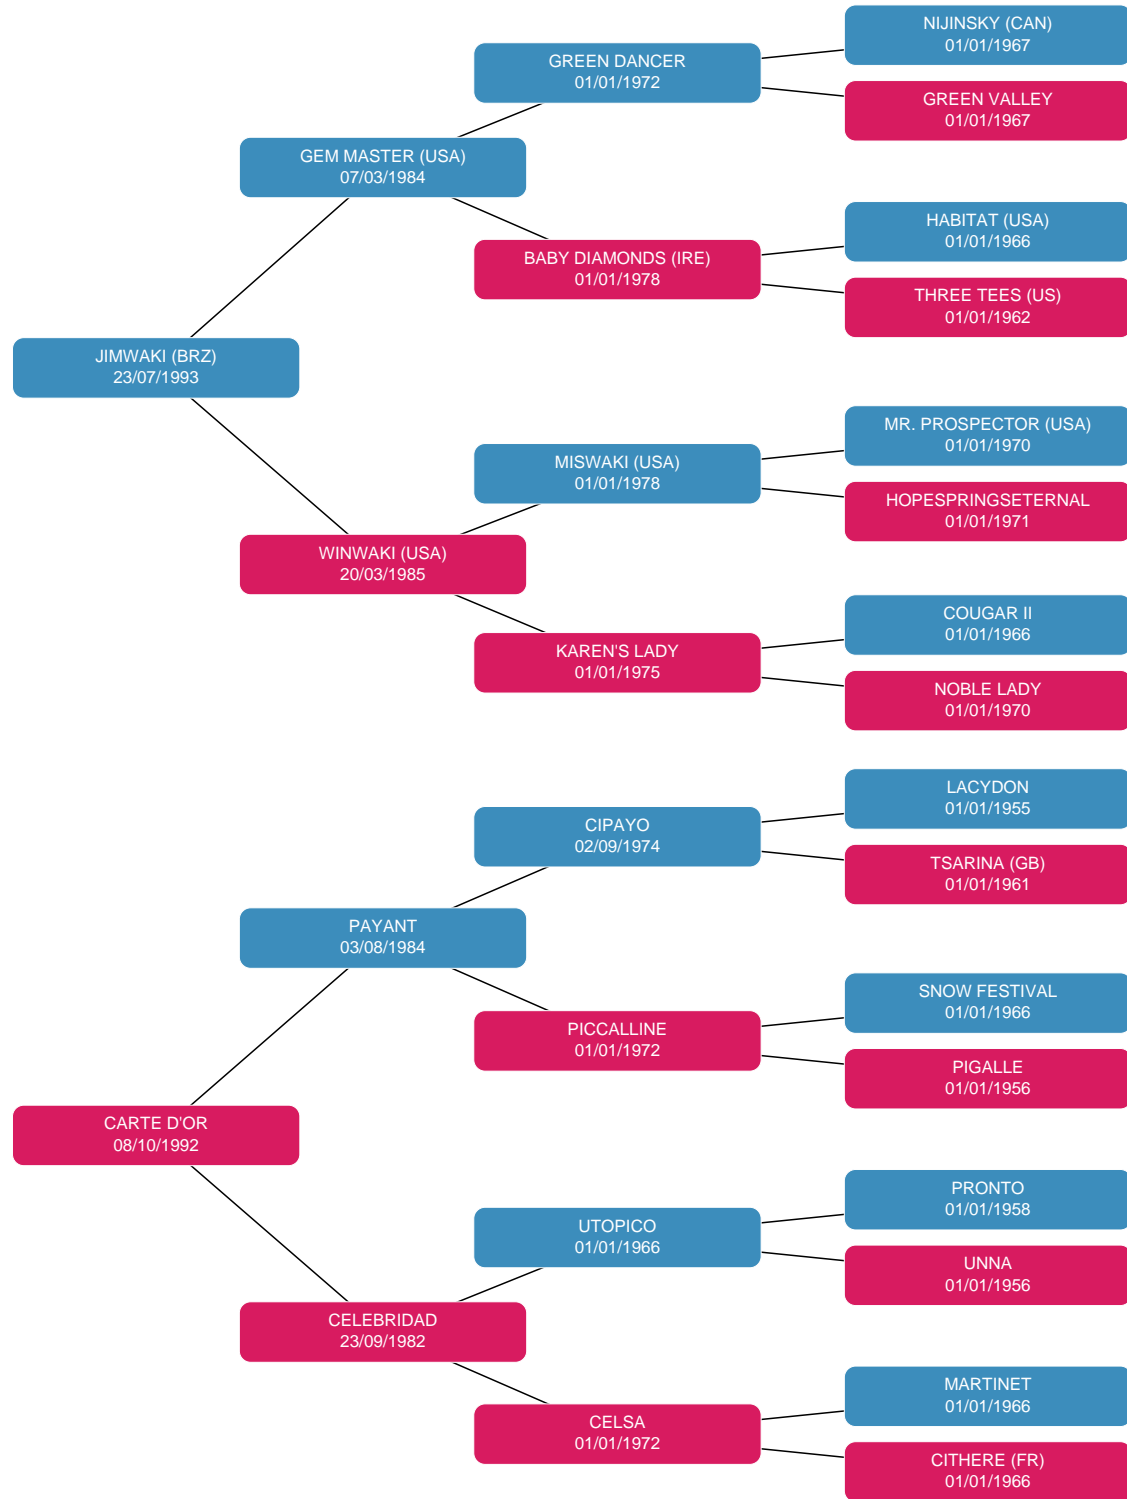 NIJINSKY (CAN)
01/01/1967
GREEN DANCER
01/01/1972
GREEN VALLEY
01/01/1967
GEM MASTER (USA)
07/03/1984
HABITAT (USA)
01/01/1966
BABY DIAMONDS (IRE)
01/01/1978
THREE TEES (US)
01/01/1962
JIMWAKI (BRZ)
23/07/1993
MR. PROSPECTOR (USA)
01/01/1970
MISWAKI (USA)
01/01/1978
HOPESPRINGSETERNAL
01/01/1971
WINWAKI (USA)
20/03/1985
COUGAR II
01/01/1966
KAREN'S LADY
01/01/1975
NOBLE LADY
01/01/1970
LACYDON
01/01/1955
CIPAYO
02/09/1974
TSARINA (GB)
01/01/1961
PAYANT
03/08/1984
SNOW FESTIVAL
01/01/1966
PICCALLINE
01/01/1972
PIGALLE
01/01/1956
CARTE D'OR
08/10/1992
PRONTO
01/01/1958
UTOPICO
01/01/1966
UNNA
01/01/1956
CELEBRIDAD
23/09/1982
MARTINET
01/01/1966
CELSA
01/01/1972
CITHERE (FR)
01/01/1966